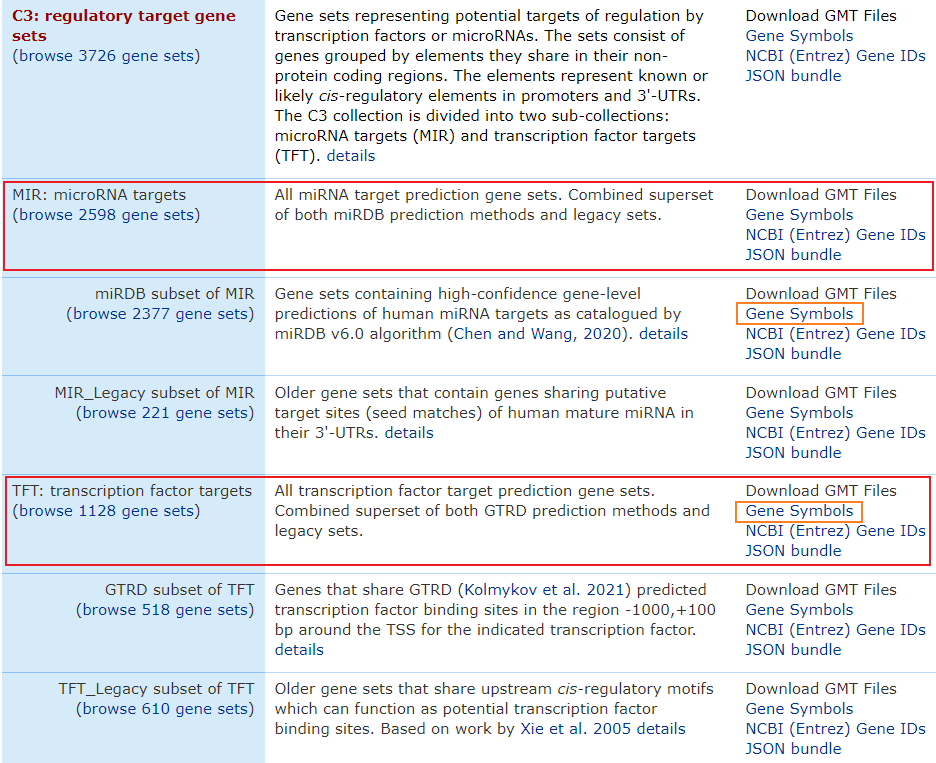 C3: regulatory target gene
sets
(browse 3726 gene sets)
Gene sets representing potential targets of regulation by
transcription factors or microRNAs. The sets consist of
genes grouped by elements they share in their non-
protein coding regions. The elements represent known or
likely cis-regulatory elements in promoters and 3'-UTRs.
The C3 collection is divided into two sub-collections:
microRNA targets (MIR) and transcription factor targets
(TFT). details
Download GMT Files
Gene Symbols
NCBI (Entrez) Gene IDs
JSON bundle
MIR: microRNA targets
(browse 2598 gene sets)
All miRNA target prediction gene sets. Combined superset
of both miRDB prediction methods and legacy sets.
Download GMT Files
Gene Symbols
NCBI (Entrez) Gene IDs
JSON bundle
miRDB subset of MIR
(browse 2377 gene sets)
Gene sets containing high-confidence gene-level
predictions of human miRNA targets as catalogued by
miRDB v6.0 algorithm (Chen and Wang, 2020). details
Download GMT Files
Gene Symbols
NCBI (Entrez) Gene IDs
JSON bundle
MIR_Legacy subset of MIR
(browse 221 gene sets)
Older gene sets that contain genes sharing putative
target sites (seed matches) of human mature miRNA in
their 3'-UTRs. details
Download GMT Files
Gene Symbols
NCBI (Entrez) Gene IDs
JSON bundle
TFT: transcription factor targets
(browse 1128 gene sets)
All transcription factor target prediction gene sets.
Combined superset of both GTRD prediction methods and
legacy sets.
Download GMT Files
Gene Symbols
NCBI (Entrez) Gene IDs
JSON bundle
GTRD subset of TFT
(browse 518 gene sets)
Genes that share GTRD (Kolmykov et al. 2021) predicted
transcription factor binding sites in the region -1000,+100
bp around the TSS for the indicated transcription factor.
details
Download GMT Files
Gene Symbols
NCBI (Entrez) Gene IDs
JSON bundle
TFT_Legacy subset of TFT
(browse 610 gene sets)
Older gene sets that share upstream cis-regulatory motifs
which can function as potential transcription factor
binding sites. Based on work by Xie et al. 2005 details
Download GMT Files
Gene Symbols
NCBI (Entrez) Gene IDs
JSON bundle